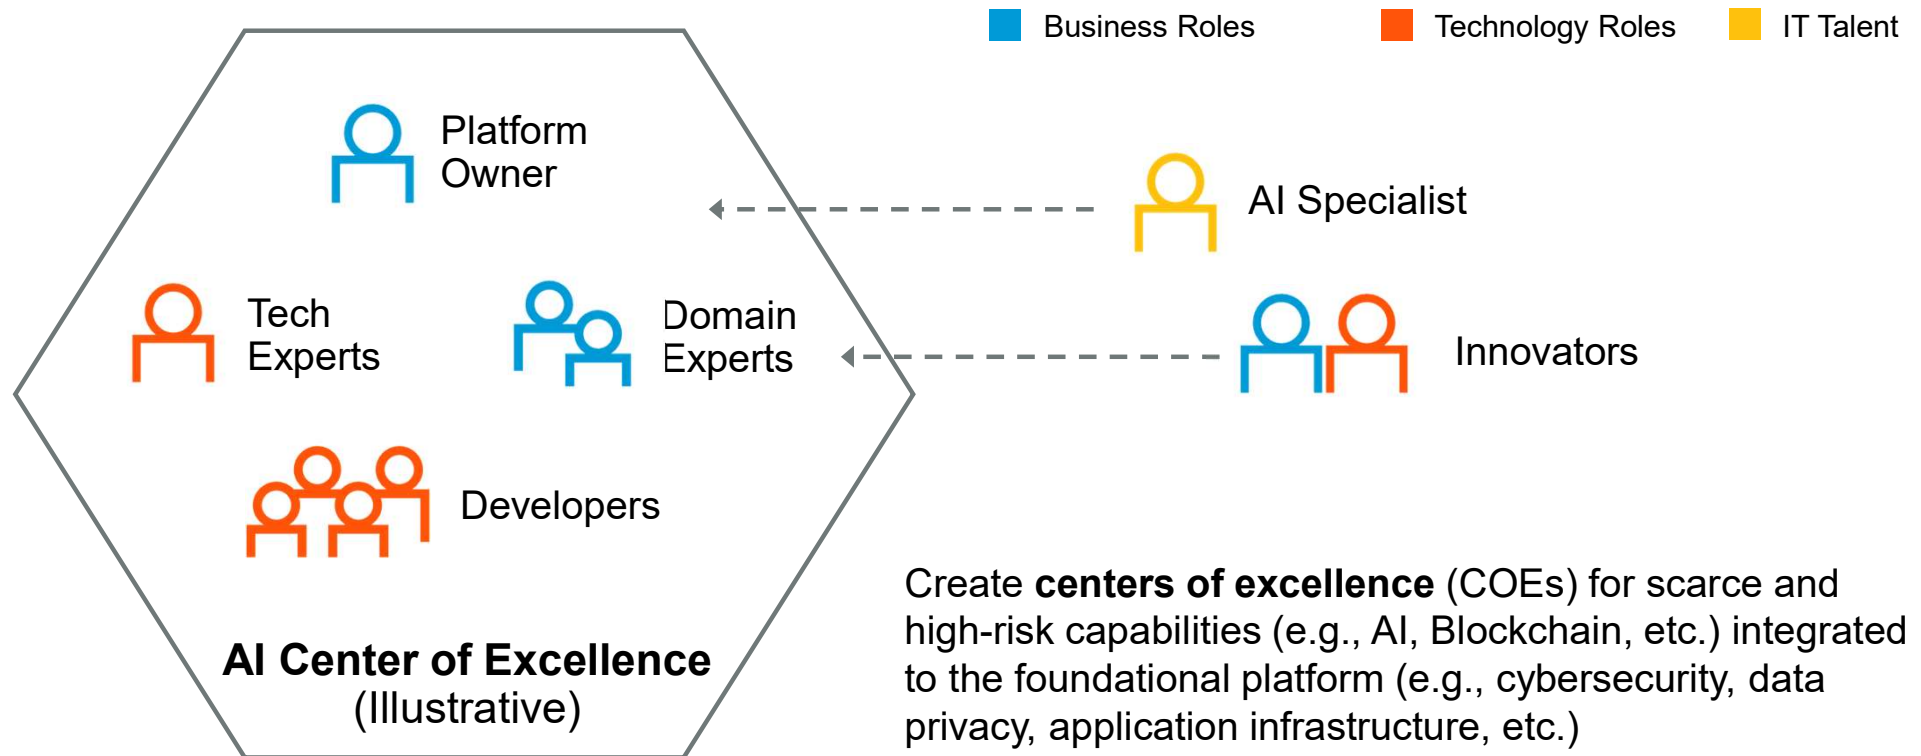 Business Roles
Technology Roles
IT Talent
Platform
Owner
AI Specialist
Tech
Experts
Domain
Experts
Innovators
Developers
AI Center of Excellence
(Illustrative)
Create centers of excellence (COEs) for scarce and
high-risk capabilities (e.g., AI, Blockchain, etc.) integrated
to the foundational platform (e.g., cybersecurity, data
privacy, application infrastructure, etc.)